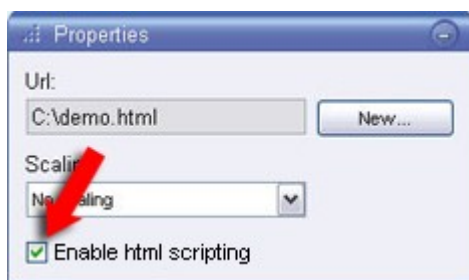 Properties
Url:
C:\demo.html
New...
Enable html scripting